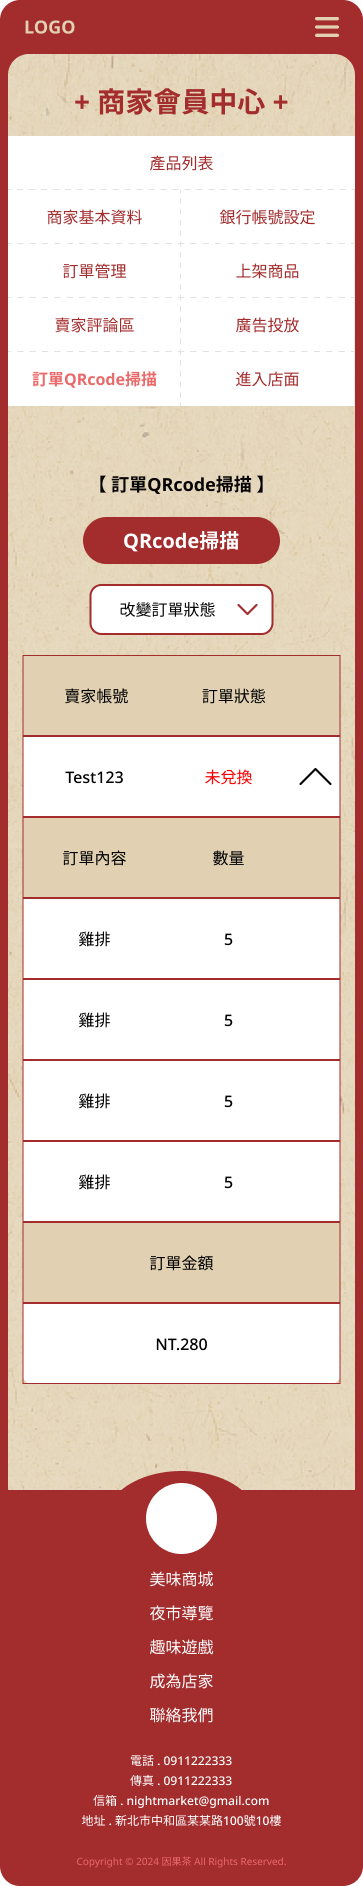 LOGO
+ 商家會員中心 +
產品列表
商家基本資料 銀行帳號設定
訂單管理 上架商品
賣家評論區 廣告投放
訂單QRcode掃描 進入店面
【 訂單QRcode掃描 】
QRcode掃描
改變訂單狀態
賣家帳號 訂單狀態
Test123 未兌換
訂單內容 數量
雞排 5
雞排 5
雞排 5
雞排 5
訂單金額
NT.280
美味商城
夜市導覽
趣味遊戲
成為店家
聯絡我們
電話 . 0911222333
傳真 . 0911222333
信箱 . nightmarket@gmail.com
地址 . 新北市中和區某某路100號10樓
Copyright © 2024 因果茶 All Rights Reserved.